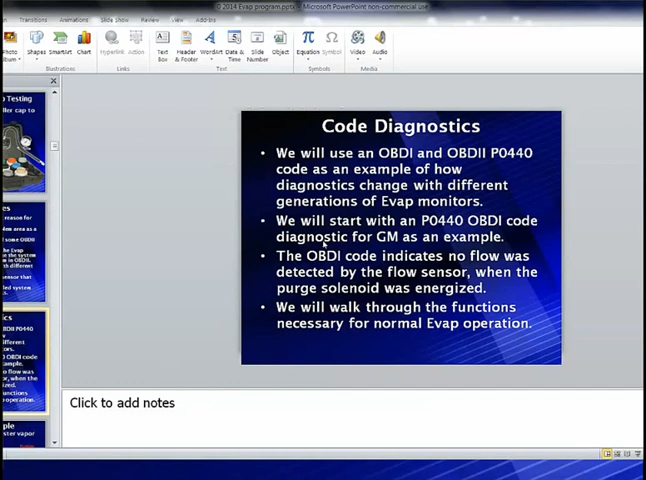 © 2014 Evap program.pptx - Microsoft PowerPoint non-commercial use
Transitions Animations Slide Show Review View Add-Ins
Photo Album Shapes SmartArt Chart Hyperlink Action Text Box Header & Footer WordArt Date & Time Slide Number Object Equation Symbol Video Audio
Illustrations Links Text Symbols Media
Code Diagnostics
• We will use an OBDI and OBDII P0440
code as an example of how
diagnostics change with different
generations of Evap monitors.
• We will start with an P0440 OBDI code
diagnostic for GM as an example.
• The OBDI code indicates no flow was
detected by the flow sensor, when the
purge solenoid was energized.
• We will walk through the functions
necessary for normal Evap operation.
Click to add notes